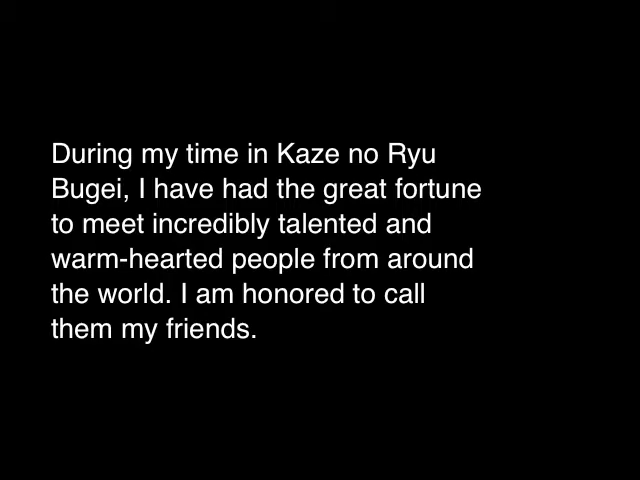 During my time in Kaze no Ryu
Bugei, I have had the great fortune
to meet incredibly talented and
warm-hearted people from around
the world. I am honored to call
them my friends.